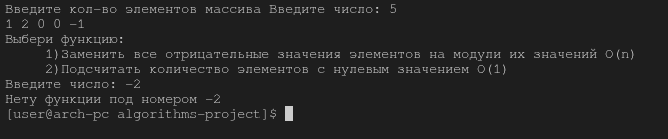 Введите кол-во элементов массива Введите число: 5
1 2 0 0 -1
Выбери функцию:
1)Заменить все отрицательные значения элементов на модули их значений O(n)
2)Подсчитать количество элементов с нулевым значением O(1)
Введите число: -2
Нету функции под номером -2
[user@arch-pc algorithms-project]$